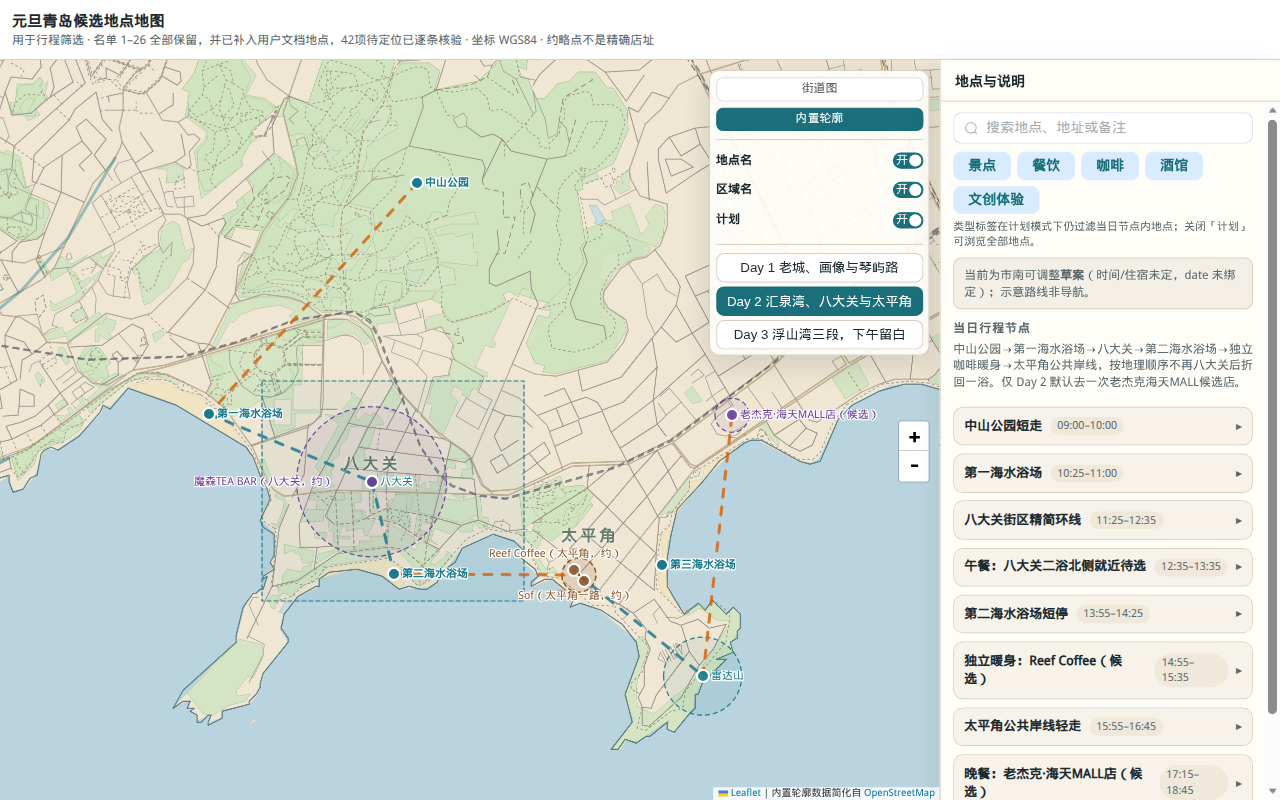 元旦青岛候选地点地图
用于行程筛选 · 名单 1–26 全部保留，并已补入用户文档地点，42项待定位已逐条核验 · 坐标 WGS84 · 约略点不是精确店址
街道图
内置轮廓
地点名 开
区域名 开
计划 开
Day 1 老城、画像与琴屿路
Day 2 汇泉湾、八大关与太平角
Day 3 浮山湾三段，下午留白
中山公园
第一海水浴场
老杰克·海天MALL店（候选）
八大关
魔森TEA BAR（八大关，约）
八大关
太平角
Reef Coffee（太平角，约）
第二海水浴场
第三海水浴场
Sof（太平角一路，约）
雷达山
+
-
Leaflet | 内置轮廓数据简化自 OpenStreetMap
地点与说明
搜索地点、地址或备注
景点
餐饮
咖啡
酒馆
文创体验
类型标签在计划模式下仍过滤当日节点内地点；关闭「计划」
可浏览全部地点。
当前为市南可调整草案（时间/住宿未定，date 未绑
定）；示意路线非导航。
当日行程节点
中山公园→第一海水浴场→八大关→第二海水浴场→独立
咖啡暖身→太平角公共岸线，按地理顺序不再八大关后折
回一浴。仅 Day 2 默认去一次老杰克海天MALL候选店。
中山公园短走 09:00–10:00
第一海水浴场 10:25–11:00
八大关街区精简环线 11:25–12:35
午餐：八大关二浴北侧就近待选 12:35–13:35
第二海水浴场短停 13:55–14:25
独立暖身：Reef Coffee（候
选） 14:55–
15:35
太平角公共岸线轻走 15:55–16:45
晚餐：老杰克·海天MALL店（候
选） 17:15–
18:45